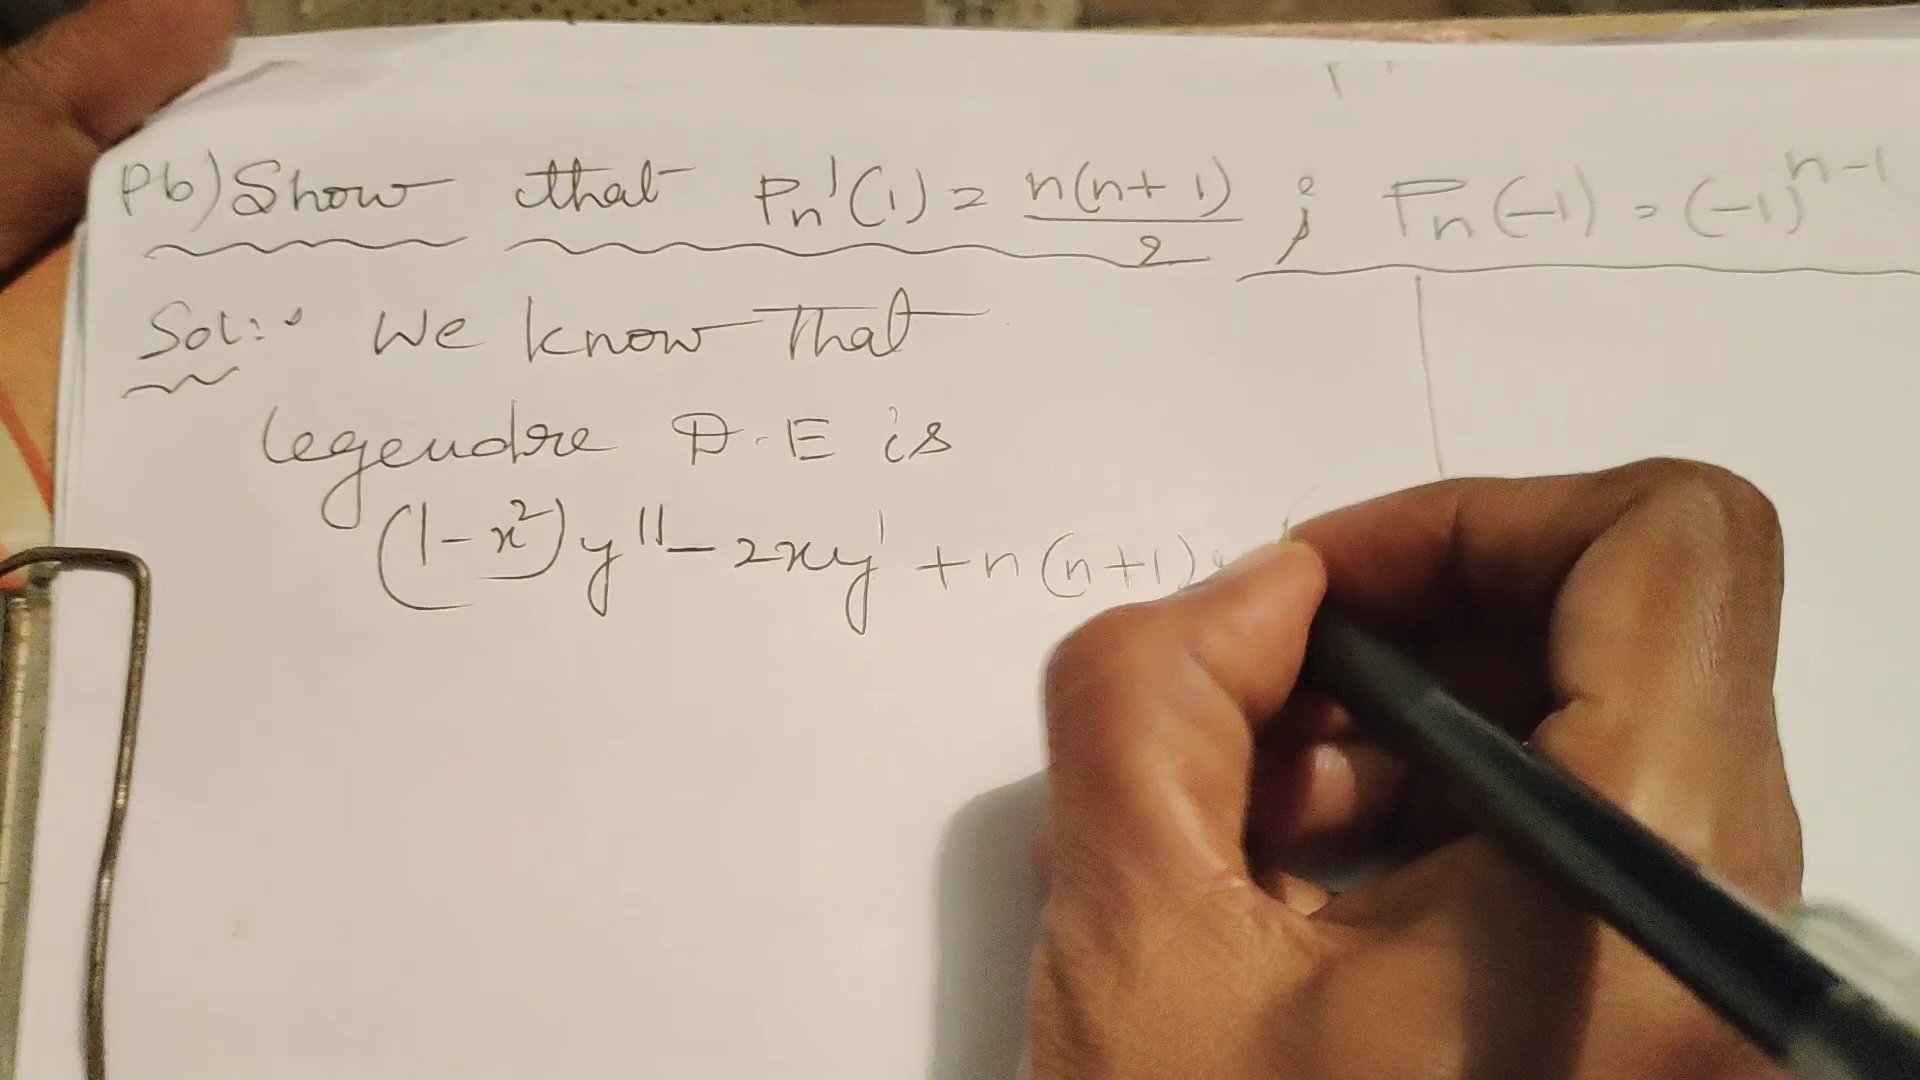 Pb) Show that Pn'(1) = n(n+1)/2 ; Pn(-1) = (-1)^n-1
Sol:- We know That
legendre D.E is
(1-x²)y'' - 2xy' + n(n+1)